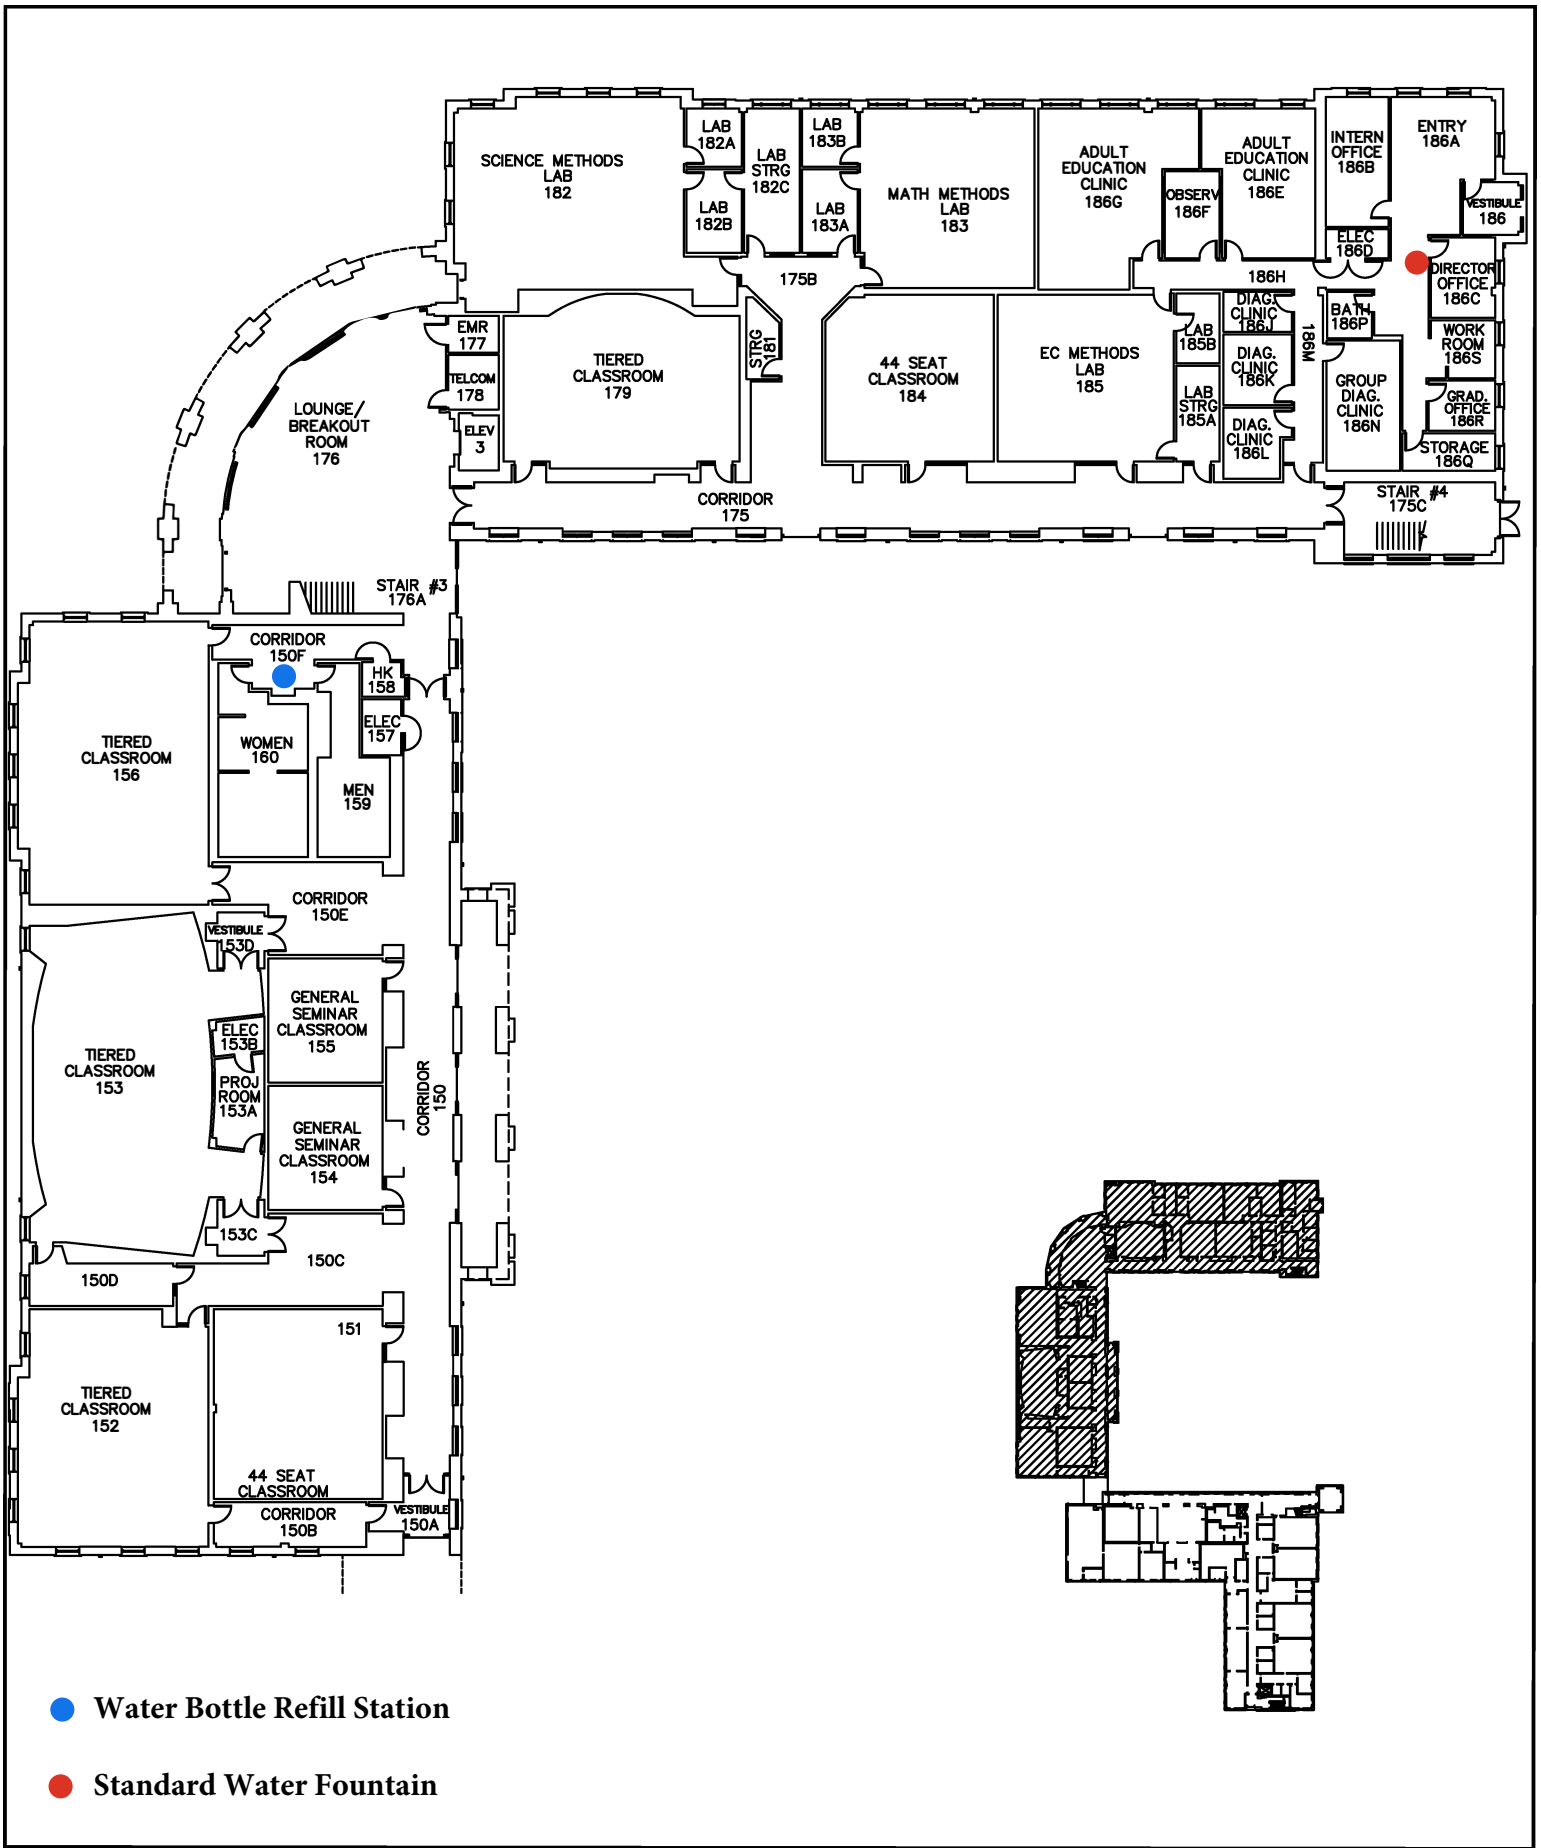 SCIENCE METHODS
LAB
182
LAB
182A
LAB
182B
LAB
STRG
182C
LAB
183B
LAB
183A
MATH METHODS
LAB
183
ADULT
EDUCATION
CLINIC
186G
OBSERV
186F
ADULT
EDUCATION
CLINIC
186E
INTERN
OFFICE
186B
ENTRY
186A
VESTIBULE
186
ELEC
186D
DIRECTOR
OFFICE
186C
175B
186H
EMR
177
TELCOM
178
ELEV
3
TIERED
CLASSROOM
179
STRG
181
44 SEAT
CLASSROOM
184
EC METHODS
LAB
185
LAB
185B
LAB
STRG
185A
DIAG.
CLINIC
186J
DIAG.
CLINIC
186K
DIAG.
CLINIC
186L
186M
BATH
186P
GROUP
DIAG.
CLINIC
186N
WORK
ROOM
186S
GRAD.
OFFICE
186R
STORAGE
186Q
LOUNGE/
BREAKOUT
ROOM
176
CORRIDOR
175
STAIR #4
175C
STAIR #3
176A
CORRIDOR
150F
HK
158
ELEC
157
TIERED
CLASSROOM
156
WOMEN
160
MEN
159
CORRIDOR
150E
VESTIBULE
153D
GENERAL
SEMINAR
CLASSROOM
155
ELEC
153B
TIERED
CLASSROOM
153
PROJ
ROOM
153A
CORRIDOR
150
GENERAL
SEMINAR
CLASSROOM
154
153C
150C
150D
151
TIERED
CLASSROOM
152
44 SEAT
CLASSROOM
CORRIDOR
150B
VESTIBULE
150A
Water Bottle Refill Station
Standard Water Fountain